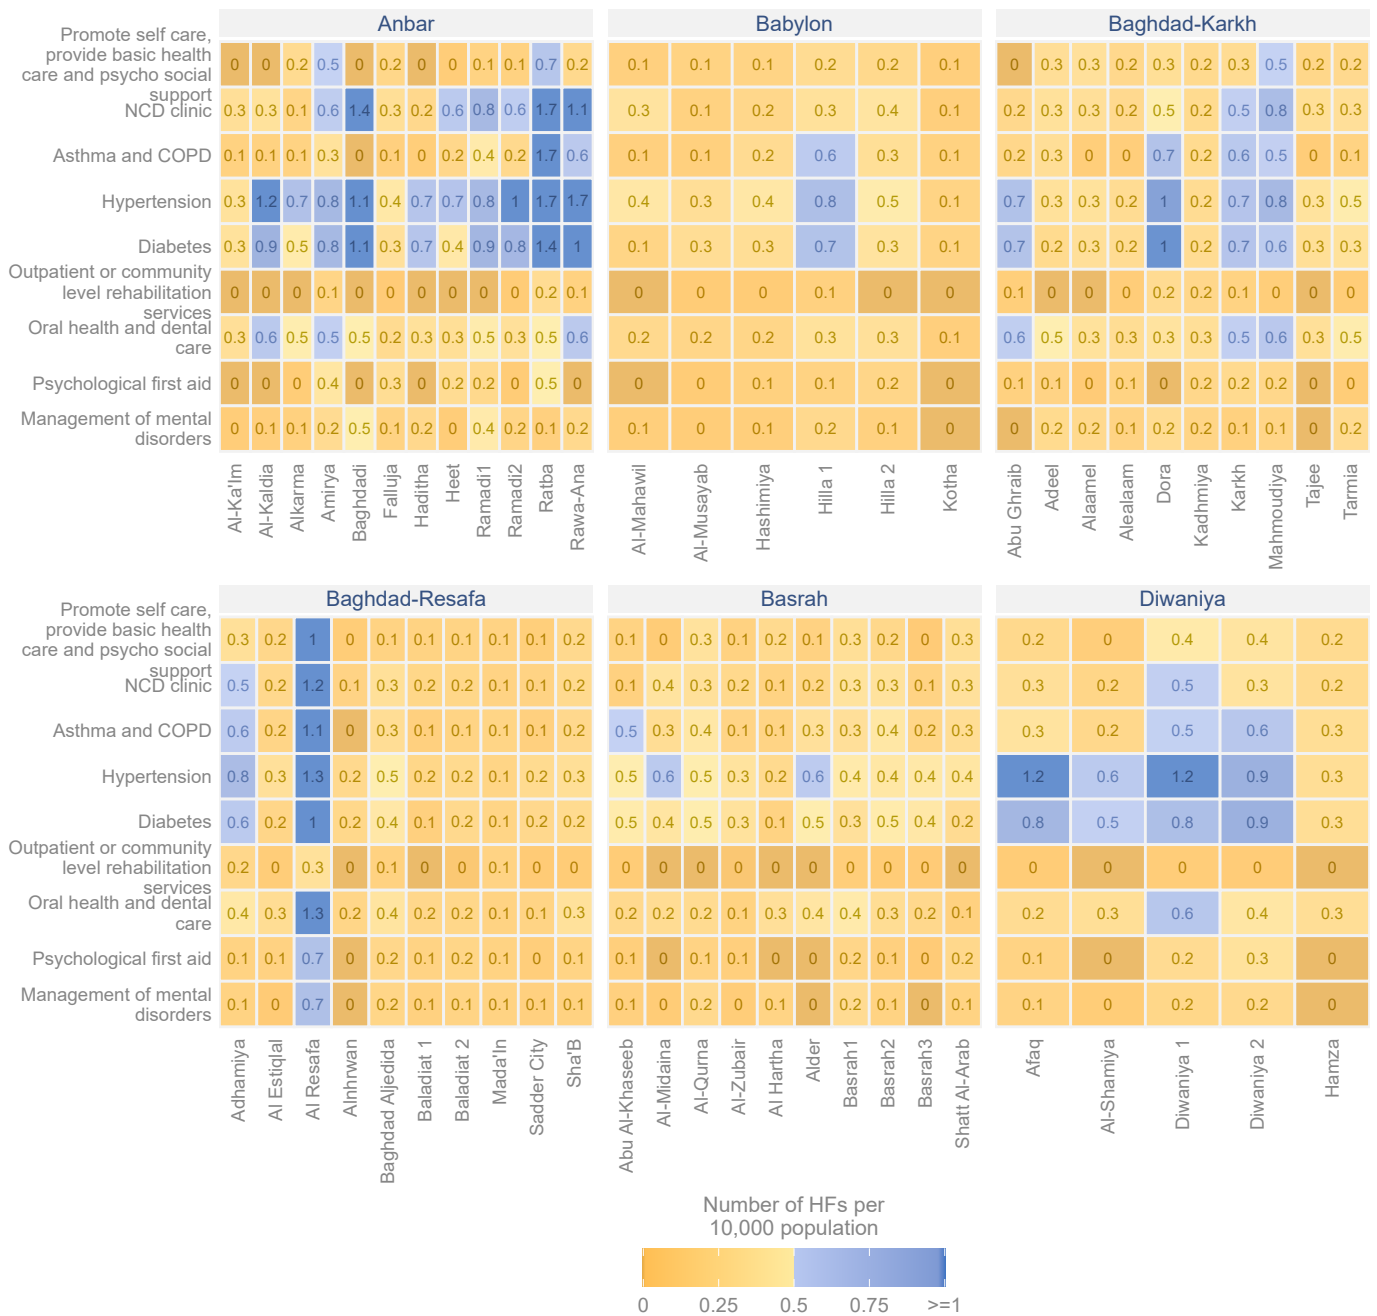 Anbar
Babylon
Baghdad-Karkh
Promote self care,
provide basic health
care and psycho social
support
0 0 0.2 0.5 0 0.2 0 0 0.1 0.1 0.7 0.2
0.1 0.1 0.1 0.2 0.2 0.1
0 0.3 0.3 0.2 0.3 0.2 0.3 0.5 0.2 0.2
NCD clinic
0.3 0.3 0.1 0.6 1.4 0.3 0.2 0.6 0.8 0.6 1.7 1.1
0.3 0.1 0.2 0.3 0.4 0.1
0.2 0.3 0.3 0.2 0.5 0.2 0.5 0.8 0.3 0.3
Asthma and COPD
0.1 0.1 0.1 0.3 0 0.1 0 0.2 0.4 0.2 1.7 0.6
0.1 0.1 0.2 0.6 0.3 0.1
0.2 0.3 0 0 0.7 0.2 0.6 0.5 0 0.1
Hypertension
0.3 1.2 0.7 0.8 1.1 0.4 0.7 0.7 0.8 1 1.7 1.7
0.4 0.3 0.4 0.8 0.5 0.1
0.7 0.3 0.3 0.2 1 0.2 0.7 0.8 0.3 0.5
Diabetes
0.3 0.9 0.5 0.8 1.1 0.3 0.7 0.4 0.9 0.8 1.4 1
0.1 0.3 0.3 0.7 0.3 0.1
0.7 0.2 0.3 0.2 1 0.2 0.7 0.6 0.3 0.3
Outpatient or community
level rehabilitation
services
0 0 0 0.1 0 0 0 0 0 0 0.2 0.1
0 0 0 0.1 0 0
0.1 0 0 0 0.2 0.2 0.1 0 0 0
Oral health and dental
care
0.3 0.6 0.5 0.5 0.5 0.2 0.3 0.3 0.5 0.3 0.5 0.6
0.2 0.2 0.2 0.3 0.3 0.1
0.6 0.5 0.3 0.3 0.3 0.3 0.5 0.6 0.3 0.5
Psychological first aid
0 0 0 0.4 0 0.3 0 0.2 0.2 0 0.5 0
0 0 0.1 0.1 0.2 0
0.1 0.1 0 0.1 0 0.2 0.2 0.2 0 0
Management of mental
disorders
0 0.1 0.1 0.2 0.5 0.1 0.2 0 0.4 0.2 0.1 0.2
0.1 0 0.1 0.2 0.1 0
0 0.2 0.2 0.1 0.2 0.2 0.1 0.1 0 0.2
Al-Ka'Im
Al-Kaldia
Alkarma
Amirya
Baghdadi
Falluja
Haditha
Heet
Ramadi1
Ramadi2
Ratba
Rawa-Ana
Al-Mahawil
Al-Musayab
Hashimiya
Hilla 1
Hilla 2
Kotha
Abu Ghraib
Adeel
Alaamel
Alealaam
Dora
Kadhmiya
Karkh
Mahmoudiya
Tajee
Tarmia
Baghdad-Resafa
Basrah
Diwaniya
Promote self care,
provide basic health
care and psycho social
support
0.3 0.2 1 0 0.1 0.1 0.1 0.1 0.1 0.2
0.1 0 0.3 0.1 0.2 0.1 0.3 0.2 0 0.3
0.2 0 0.4 0.4 0.2
NCD clinic
0.5 0.2 1.2 0.1 0.3 0.2 0.2 0.1 0.1 0.2
0.1 0.4 0.3 0.2 0.1 0.2 0.3 0.3 0.1 0.3
0.3 0.2 0.5 0.3 0.2
Asthma and COPD
0.6 0.2 1.1 0 0.3 0.1 0.1 0.1 0.1 0.2
0.5 0.3 0.4 0.1 0.1 0.3 0.3 0.4 0.2 0.3
0.3 0.2 0.5 0.6 0.3
Hypertension
0.8 0.3 1.3 0.2 0.5 0.2 0.2 0.1 0.2 0.3
0.5 0.6 0.5 0.3 0.2 0.6 0.4 0.4 0.4 0.4
1.2 0.6 1.2 0.9 0.3
Diabetes
0.6 0.2 1 0.2 0.4 0.1 0.2 0.1 0.2 0.2
0.5 0.4 0.5 0.3 0.1 0.5 0.3 0.5 0.4 0.2
0.8 0.5 0.8 0.9 0.3
Outpatient or community
level rehabilitation
services
0.2 0 0.3 0 0.1 0 0 0.1 0 0
0 0 0 0 0 0 0 0 0 0
0 0 0 0 0
Oral health and dental
care
0.4 0.3 1.3 0.2 0.4 0.2 0.2 0.1 0.1 0.3
0.2 0.2 0.2 0.1 0.3 0.4 0.4 0.3 0.2 0.1
0.2 0.3 0.6 0.4 0.3
Psychological first aid
0.1 0.1 0.7 0 0.2 0.1 0.2 0.1 0 0.1
0.1 0 0.1 0.1 0 0 0.2 0.1 0 0.2
0.1 0 0.2 0.3 0
Management of mental
disorders
0.1 0 0.7 0 0.2 0.1 0.1 0.1 0.1 0.1
0.1 0 0.2 0 0.1 0 0.2 0.1 0 0.1
0.1 0 0.2 0.2 0
Adhamiya
Al Estiqlal
Al Resafa
Alnhrwan
Baghdad Aljedida
Baladiat 1
Baladiat 2
Mada'In
Sadder City
Sha'B
Abu Al-Khaseeb
Al-Midaina
Al-Qurna
Al-Zubair
Al Hartha
Alder
Basrah1
Basrah2
Basrah3
Shatt Al-Arab
Afaq
Al-Shamiya
Diwaniya 1
Diwaniya 2
Hamza
Number of HFs per
10,000 population
0 0.25 0.5 0.75 >=1